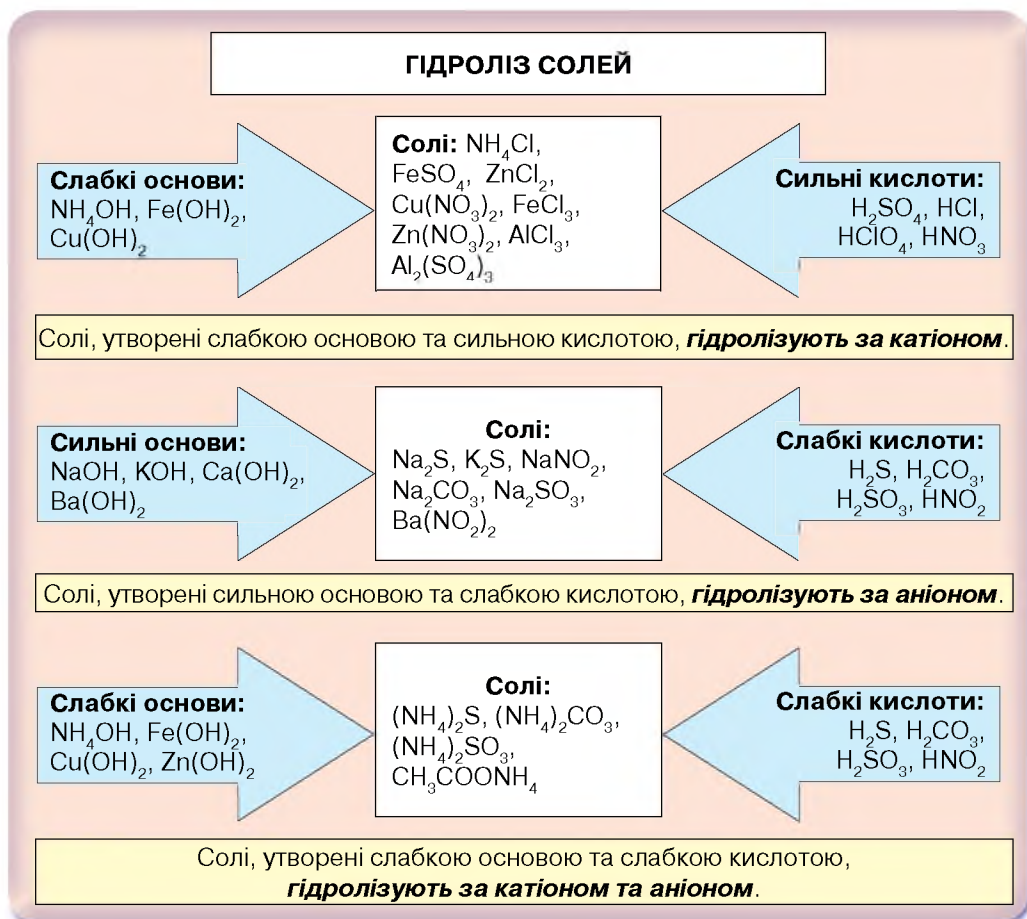 ГІДРОЛІЗ СОЛЕЙ
Слабкі основи:
NH₄OH, Fe(OH)₂,
Cu(OH)₂
Солі: NH₄Cl,
FeSO₄, ZnCl₂,
Cu(NO₃)₂, FeCl₃,
Zn(NO₃)₂, AlCl₃,
Al₂(SO₄)₃
Сильні кислоти:
H₂SO₄, HCl,
HClO₄, HNO₃
Солі, утворені слабкою основою та сильною кислотою, гідролізують за катіоном.
Сильні основи:
NaOH, KOH, Ca(OH)₂,
Ba(OH)₂
Солі:
Na₂S, K₂S, NaNO₂,
Na₂CO₃, Na₂SO₃,
Ba(NO₂)₂
Слабкі кислоти:
H₂S, H₂CO₃,
H₂SO₃, HNO₂
Солі, утворені сильною основою та слабкою кислотою, гідролізують за аніоном.
Слабкі основи:
NH₄OH, Fe(OH)₂,
Cu(OH)₂, Zn(OH)₂
Солі:
(NH₄)₂S, (NH₄)₂CO₃,
(NH₄)₂SO₃,
CH₃COONH₄
Слабкі кислоти:
H₂S, H₂CO₃,
H₂SO₃, HNO₂
Солі, утворені слабкою основою та слабкою кислотою,
гідролізують за катіоном та аніоном.